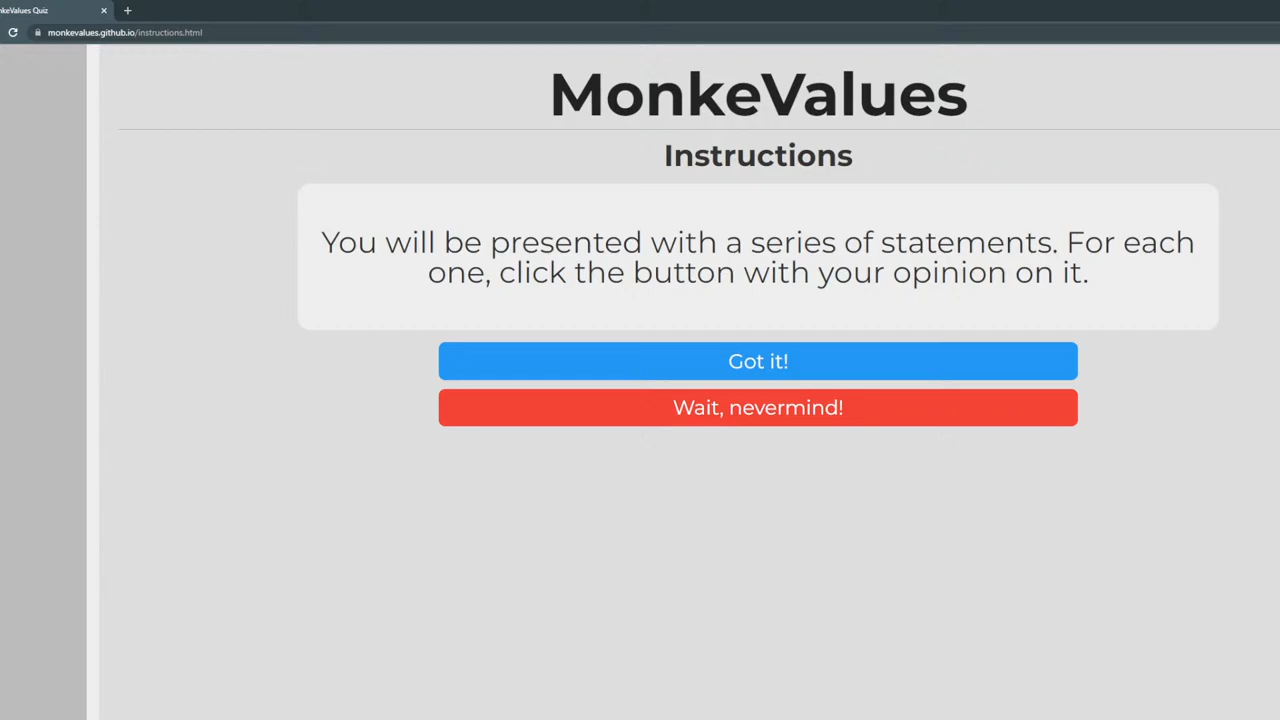 nkeValues Quiz
monkevalues.github.io/instructions.html
MonkeValues
Instructions
You will be presented with a series of statements. For each
one, click the button with your opinion on it.
Got it!
Wait, nevermind!